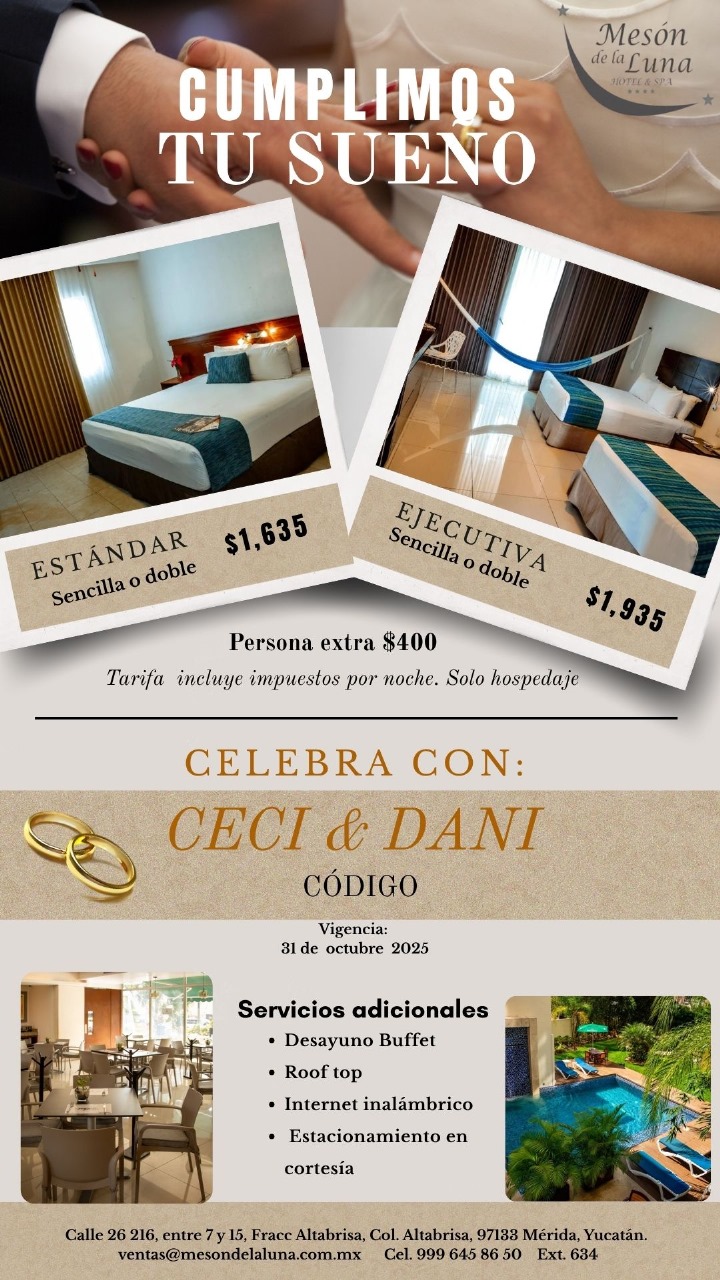 Mesón
de la Luna
HOTEL & SPA
CUMPLIMOS
TU SUEÑO
ESTÁNDAR
Sencilla o doble
$1,635
EJECUTIVA
Sencilla o doble
$1,935
Persona extra $400
Tarifa incluye impuestos por noche. Solo hospedaje
CELEBRA CON:
CECI & DANI
CÓDIGO
Vigencia:
31 de octubre 2025
Servicios adicionales
• Desayuno Buffet
• Roof top
• Internet inalámbrico
• Estacionamiento en
cortesía
Calle 26 216, entre 7 y 15, Fracc Altabrisa, Col. Altabrisa, 97133 Mérida, Yucatán.
ventas@mesondelaluna.com.mx Cel. 999 645 86 50 Ext. 634